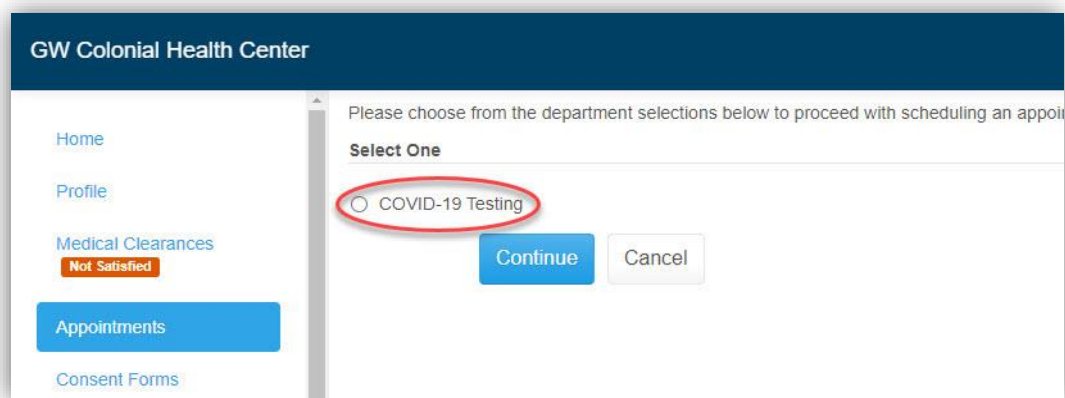 GW Colonial Health Center
Home
Profile
Medical Clearances
Not Satisfied
Appointments
Consent Forms
Please choose from the department selections below to proceed with scheduling an
Select One
COVID-19 Testing
Continue
Cancel